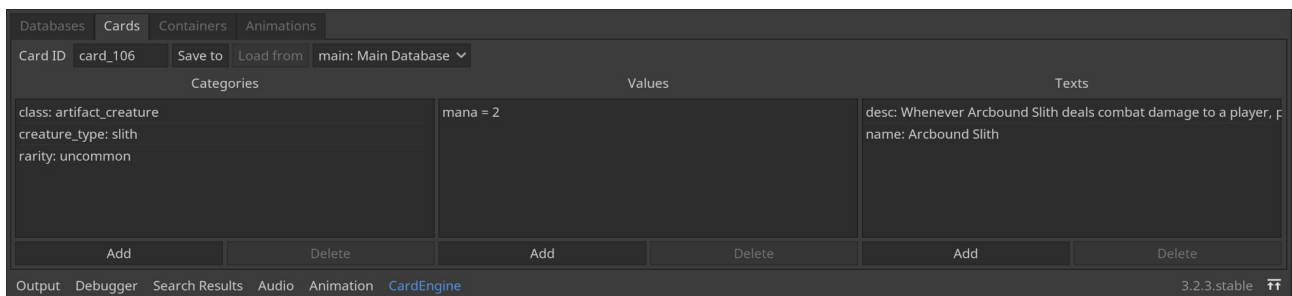 Databases Cards Containers Animations
Card ID card_106 Save to Load from main: Main Database
Categories Values Texts
class: artifact_creature mana = 2 desc: Whenever Arcbound Slith deals combat damage to a player, p
creature_type: slith name: Arcbound Slith
rarity: uncommon
Add Delete Add Delete Add Delete
Output Debugger Search Results Audio Animation CardEngine 3.2.3.stable